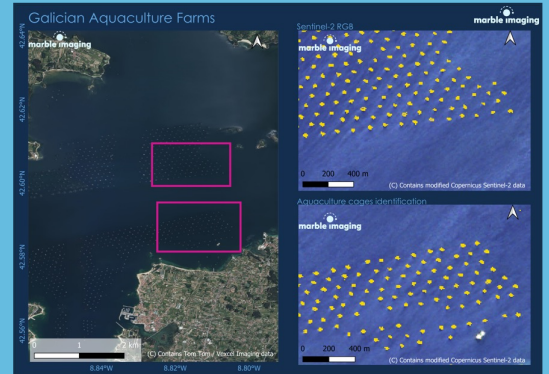 Galician Aquaculture Farms
marble imaging
marble imaging
42.64°N
42.62°N
42.60°N
42.58°N
42.56°N
0 1 2 km
(C) Contains Tom Tom / Vexcel Imaging data
8.84°W 8.82°W 8.80°W
Sentinel-2 RGB
marble imaging
0 200 400 m
(C) Contains modified Copernicus Sentinel-2 data
Aquaculture cages identification
marble imaging
0 200 400 m
(C) Contains modified Copernicus Sentinel-2 data